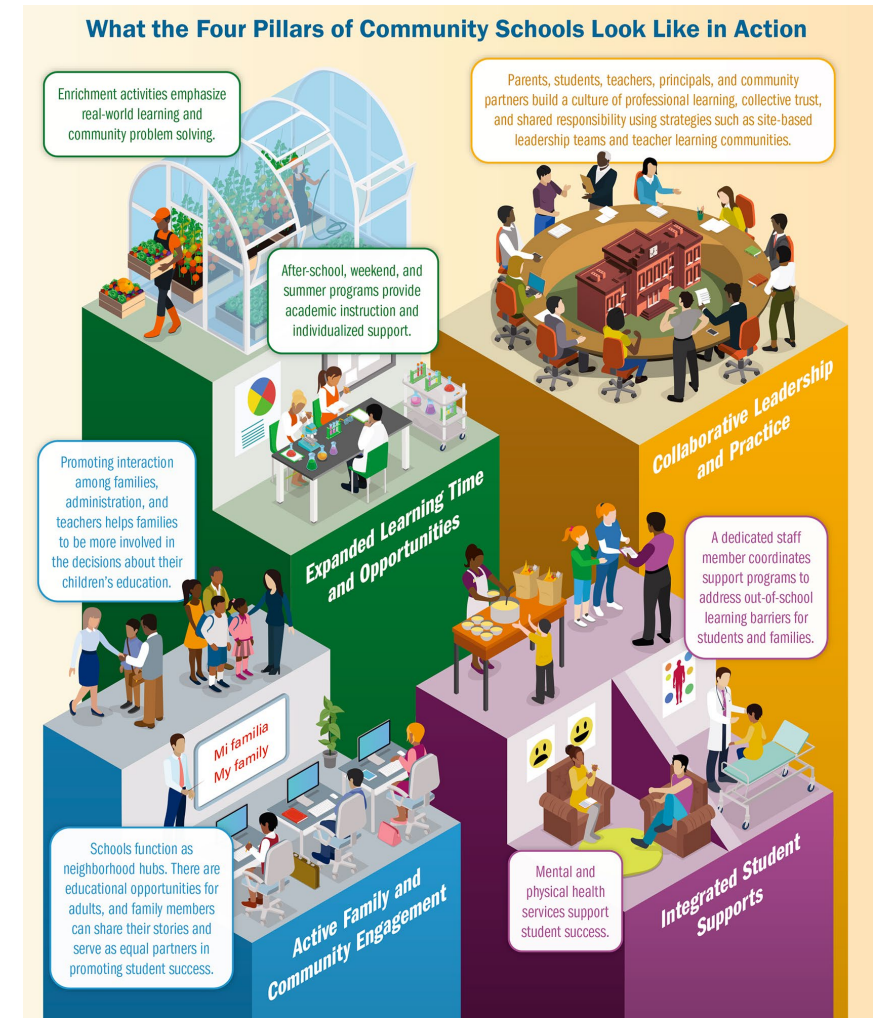 What the Four Pillars of Community Schools Look Like in Action
Enrichment activities emphasize
real-world learning and
community problem solving.
Parents, students, teachers, principals, and community
partners build a culture of professional learning, collective trust,
and shared responsibility using strategies such as site-based
leadership teams and teacher learning communities.
After-school, weekend, and
summer programs provide
academic instruction and
individualized support.
Collaborative Leadership
and Practice
Expanded Learning Time
and Opportunities
Promoting interaction
among families,
administration, and
teachers helps families
to be more involved in
the decisions about their
children's education.
A dedicated staff
member coordinates
support programs to
address out-of-school
learning barriers for
students and families.
Mi familia
My family
Schools function as
neighborhood hubs. There are
educational opportunities for
adults, and family members
can share their stories and
serve as equal partners in
promoting student success.
Active Family and
Community Engagement
Mental and
physical health
services support
student success.
Integrated Student
Supports